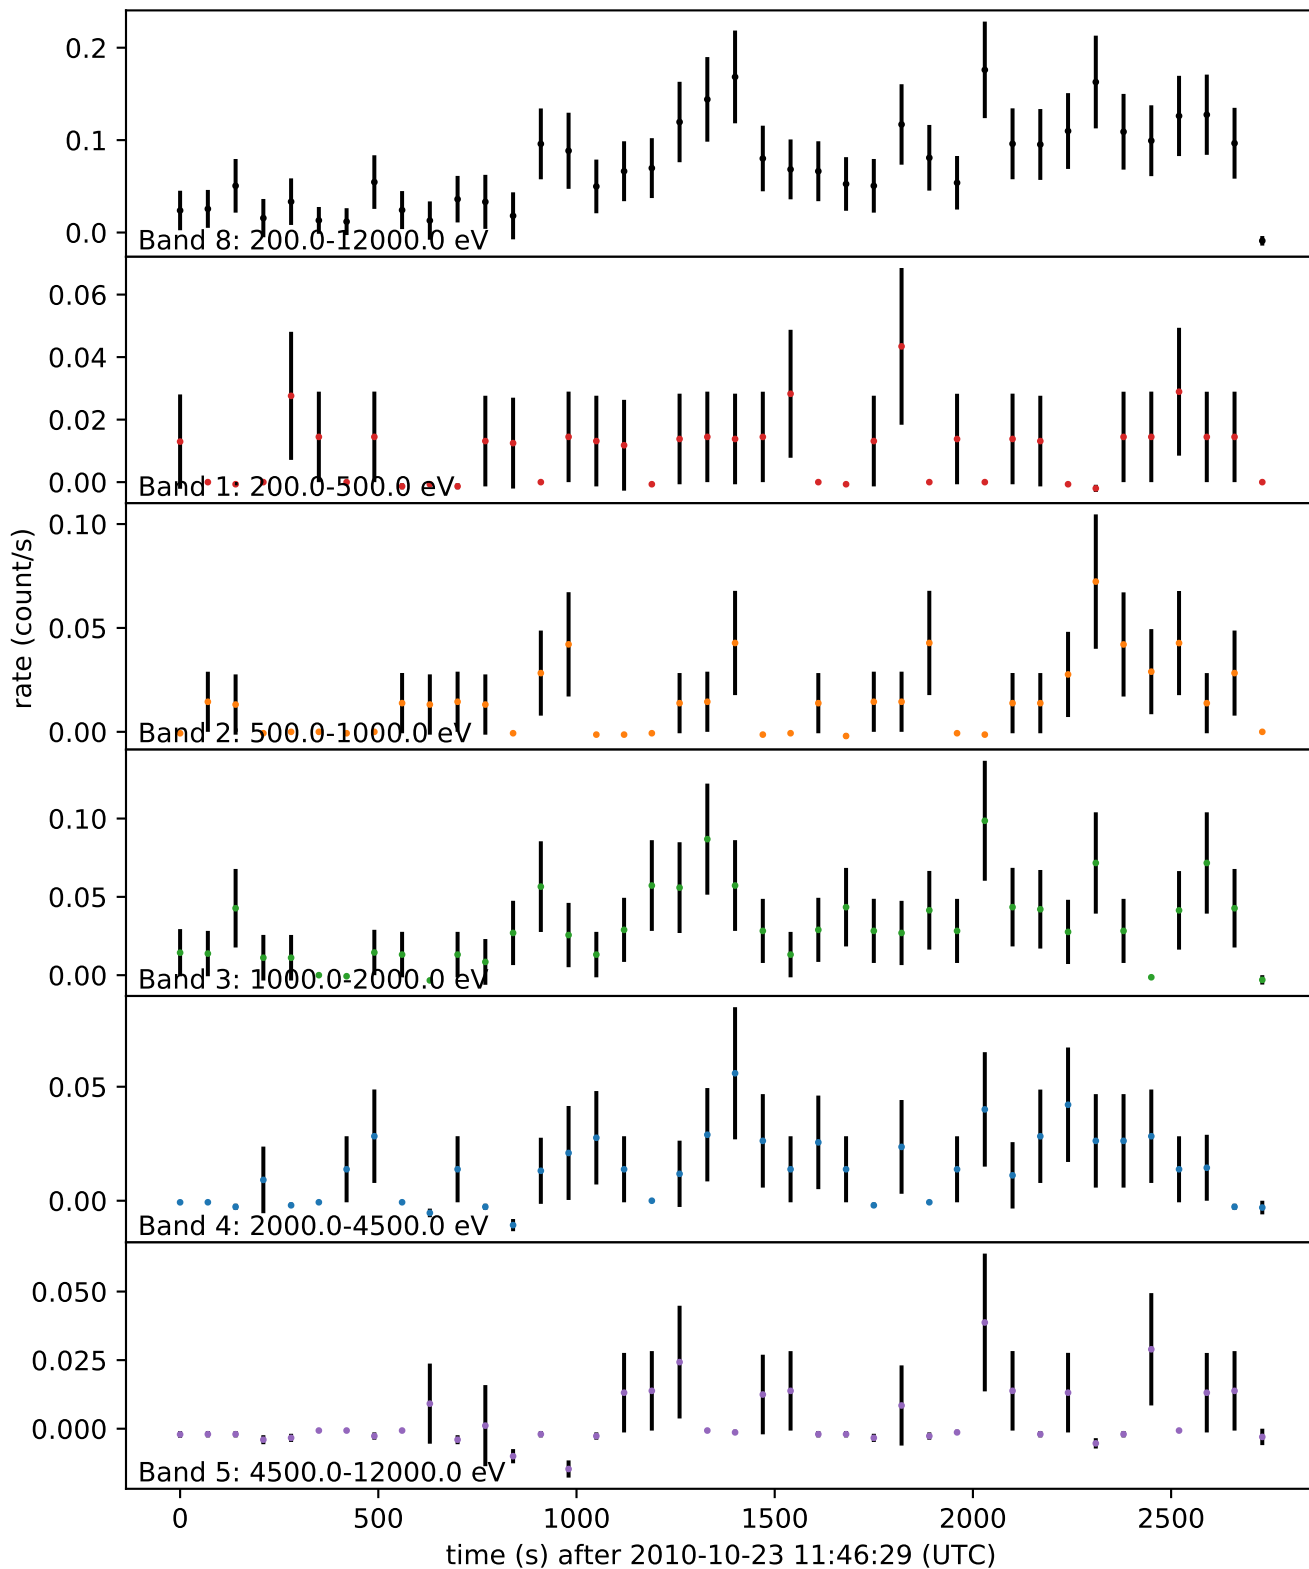 0.2
0.1
0.0
Band 8: 200.0-12000.0 eV
0.06
0.04
0.02
0.00
Band 1: 200.0-500.0 eV
0.10
0.05
0.00
Band 2: 500.0-1000.0 eV
rate (count/s)
0.10
0.05
0.00
Band 3: 1000.0-2000.0 eV
0.05
0.00
Band 4: 2000.0-4500.0 eV
0.050
0.025
0.000
Band 5: 4500.0-12000.0 eV
0 500 1000 1500 2000 2500
time (s) after 2010-10-23 11:46:29 (UTC)